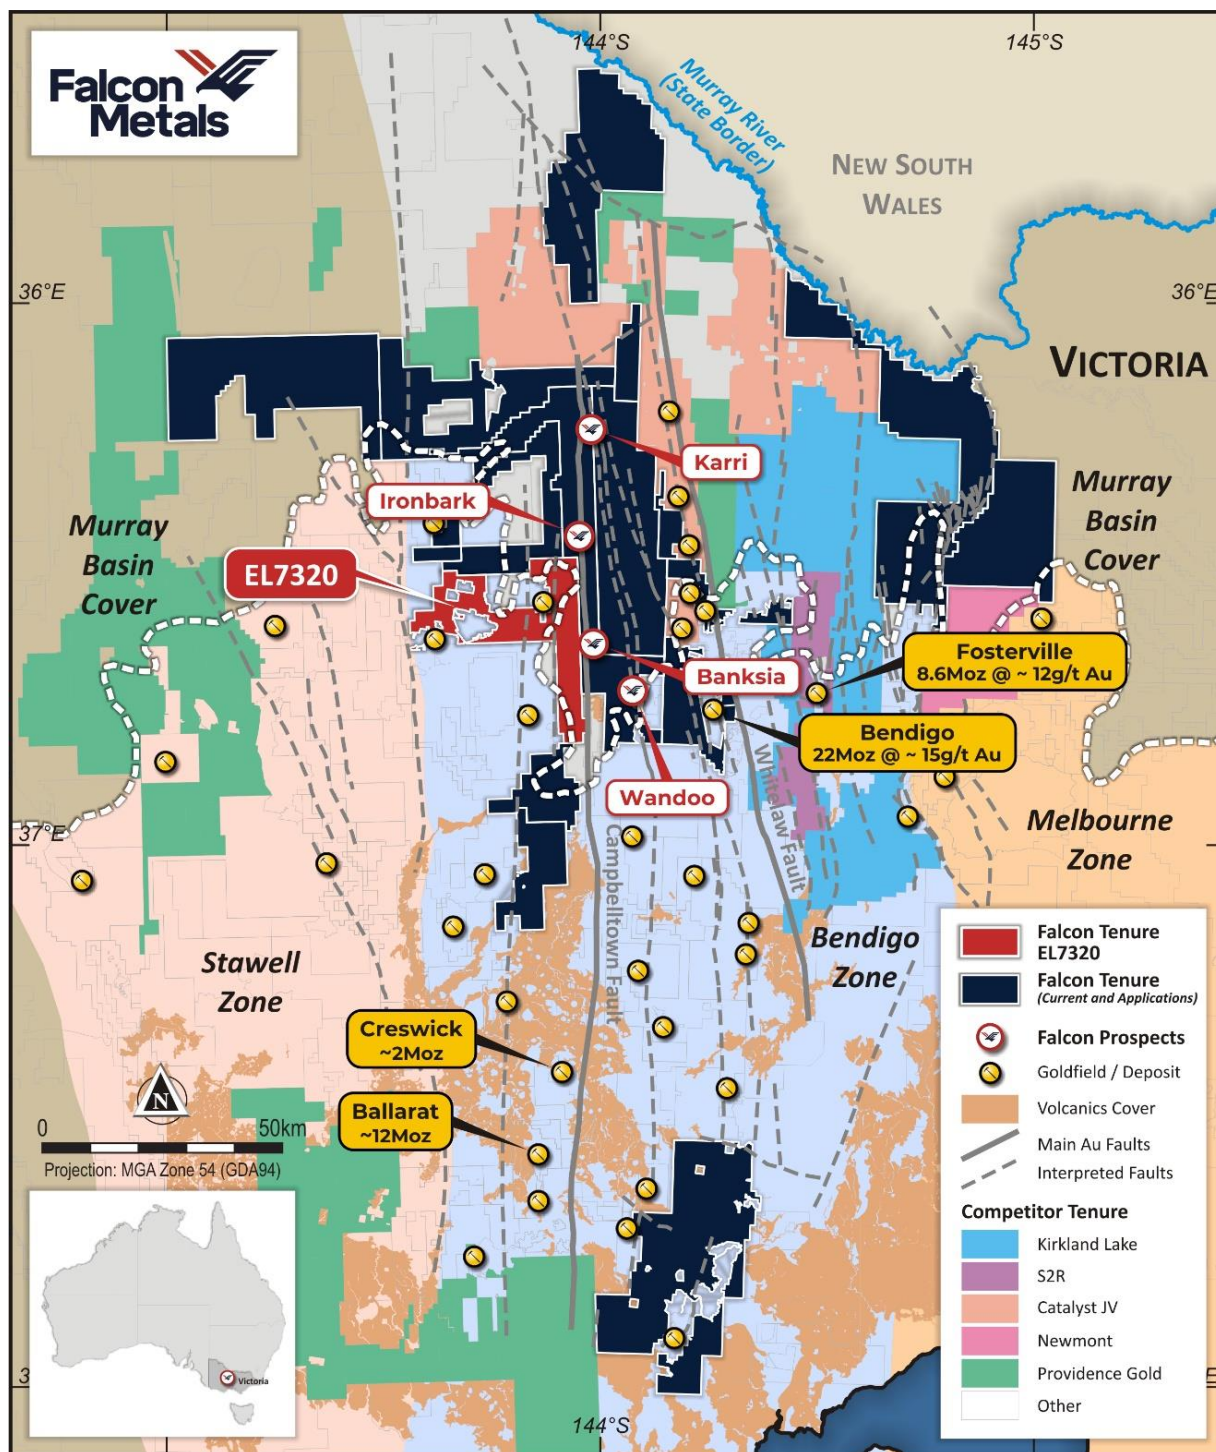 Falcon
Metals
144°S
145°S
Murray River
(State Border)
NEW SOUTH
WALES
36°E
36°E
VICTORIA
Karri
Ironbark
Murray
Basin
Cover
Murray
Basin
Cover
EL7320
Fosterville
8.6Moz @ ~ 12g/t Au
Banksia
Bendigo
22Moz @ ~ 15g/t Au
Wandoo
Whitelaw Fault
Campbelltown Fault
37°E
Melbourne
Zone
Bendigo
Zone
Stawell
Zone
Creswick
~2Moz
Ballarat
~12Moz
N
0 50km
Projection: MGA Zone 54 (GDA94)
Victoria
144°S
Falcon Tenure
EL7320
Falcon Tenure
(Current and Applications)
Falcon Prospects
Goldfield / Deposit
Volcanics Cover
Main Au Faults
Interpreted Faults
Competitor Tenure
Kirkland Lake
S2R
Catalyst JV
Newmont
Providence Gold
Other